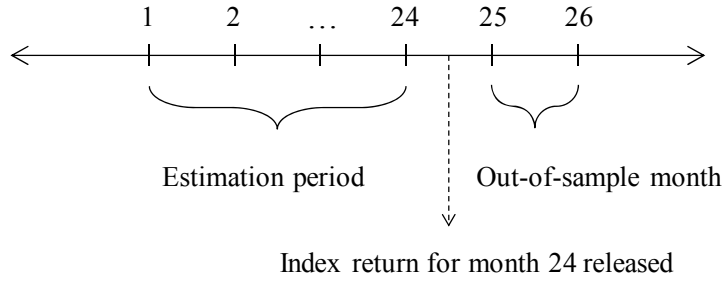 1 2 … 24 25 26
Estimation period Out-of-sample month
Index return for month 24 released